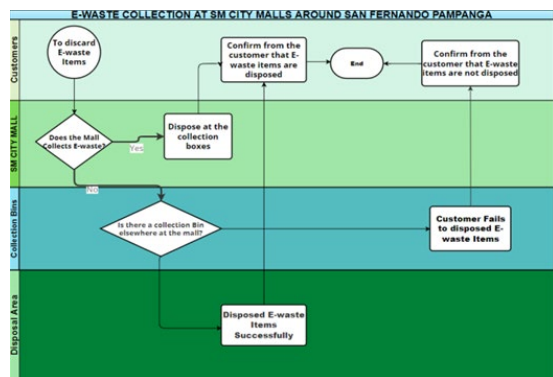 E-WASTE COLLECTION AT SM CITY MALLS AROUND SAN FERNANDO PAMPANGA
Customers
To discard
E-waste
Items
Confirm from the
customer that E-
waste items are
disposed
End
Confirm from the
customer that E-waste
items are not disposed
SM CITY MALL
Does the Mall
Collects E-waste?
Yes
Dispose at the
collection
boxes
No
Collection Bins
Is there a collection Bin
elsewhere at the mall?
Customer Fails
to disposed E-
waste Items
Disposal Area
Disposed E-waste
Items
Successfully